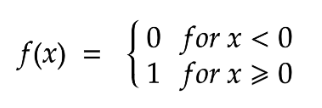 f(x) = { 0 for x < 0
1 for x ⩾ 0